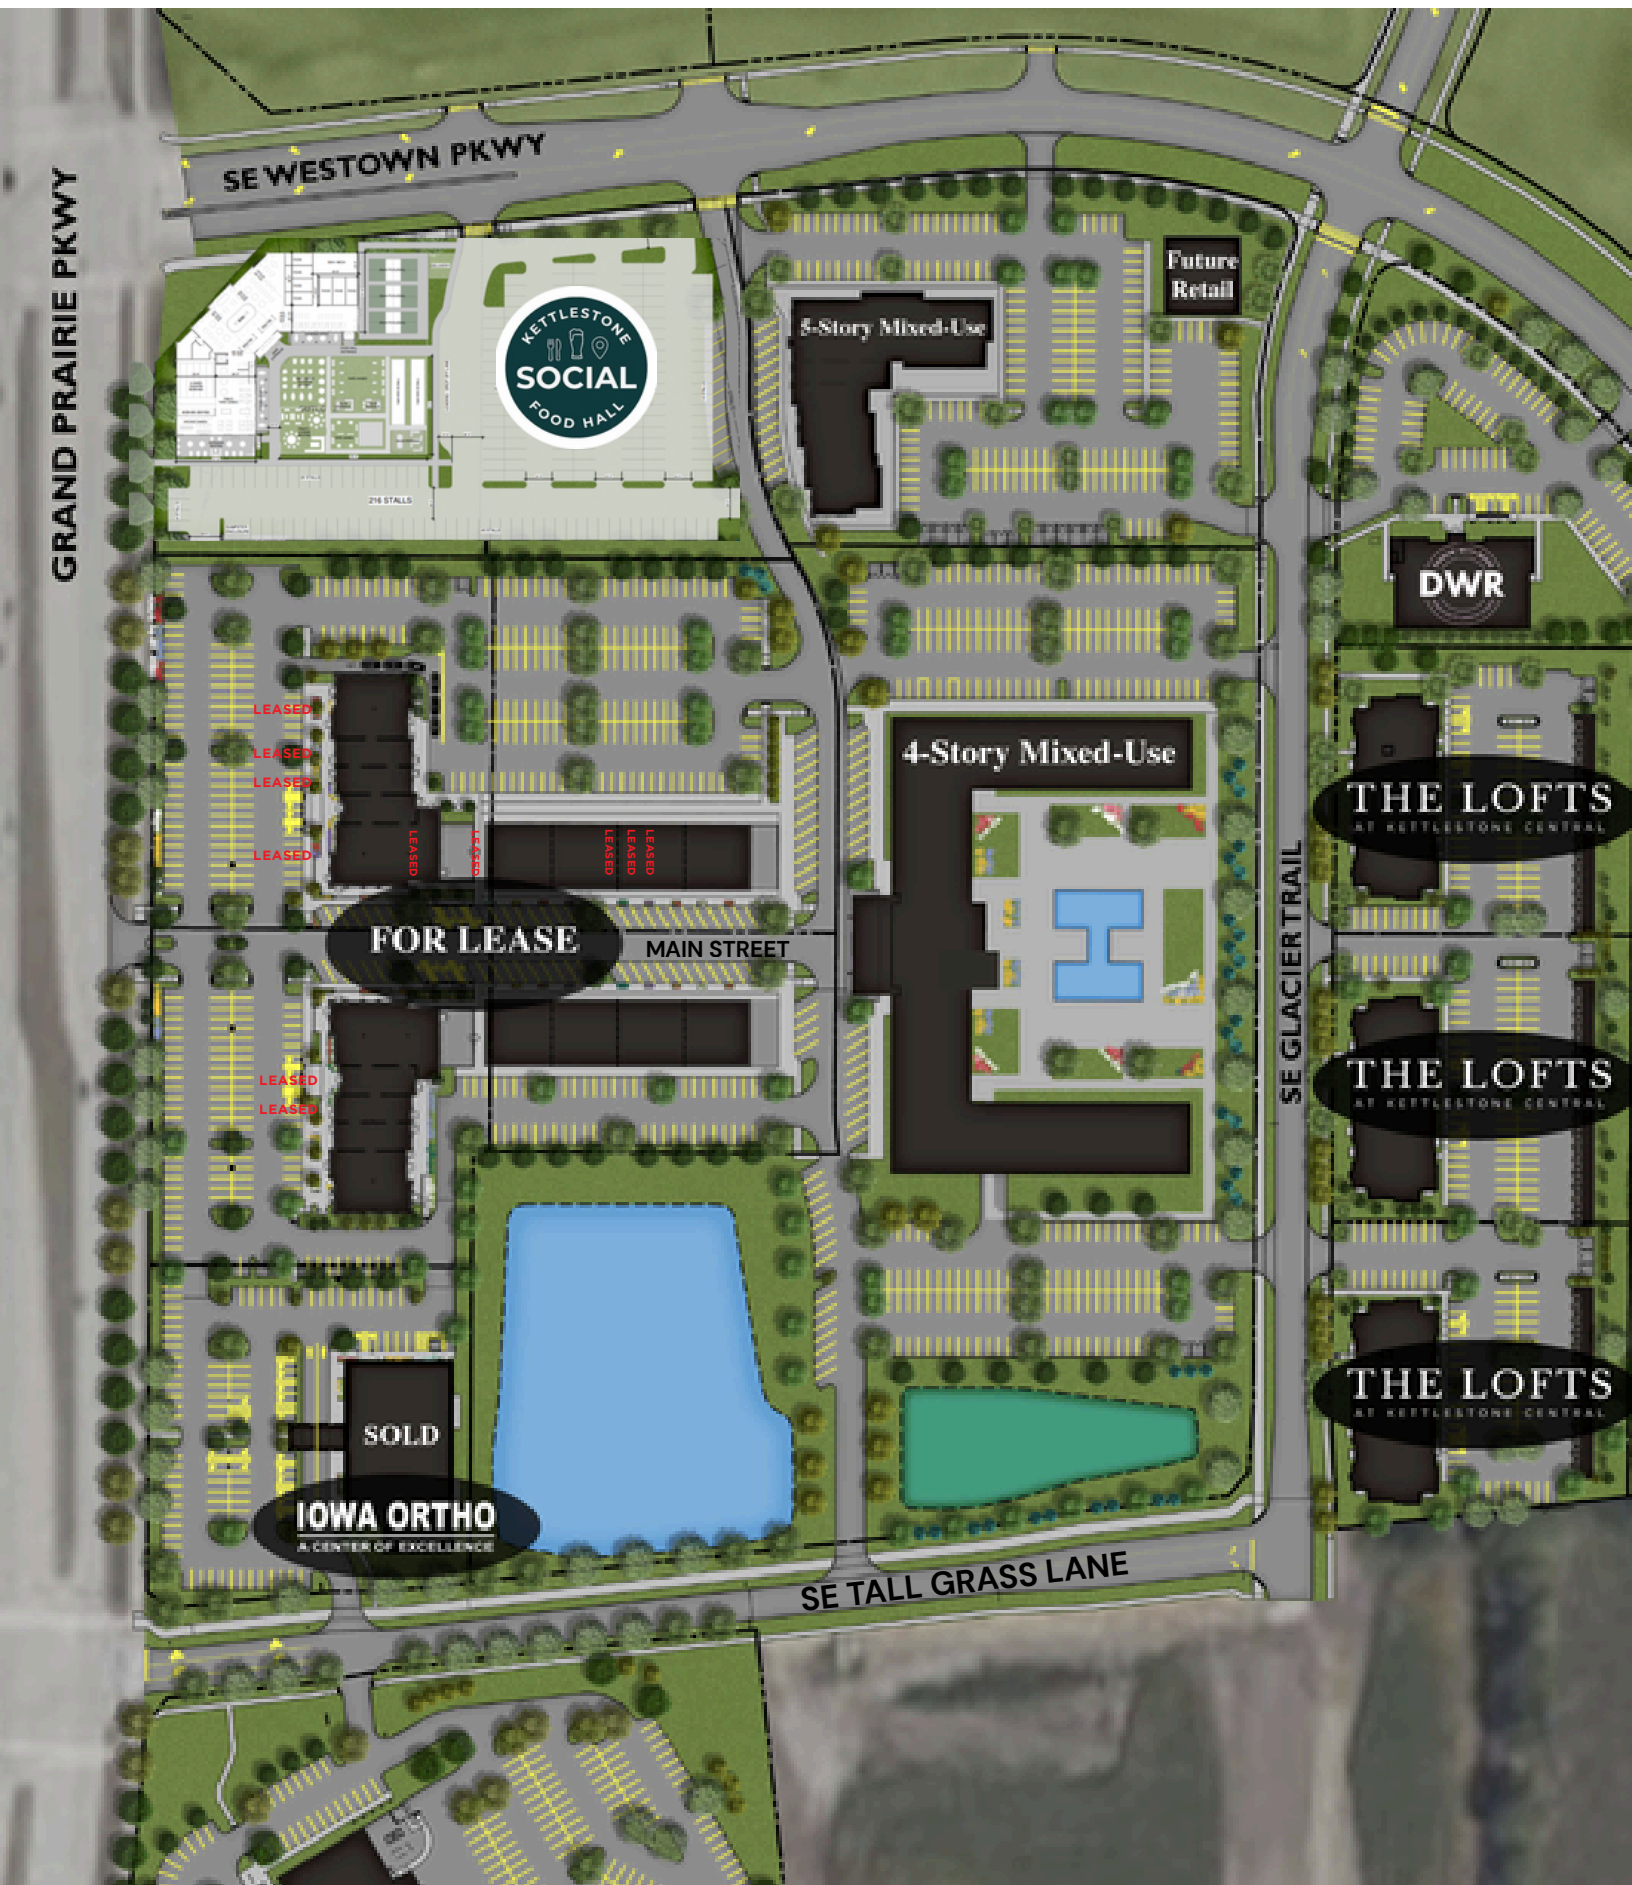 SE WESTOWN PKWY
GRAND PRAIRIE PKWY
KETTLESTONE
SOCIAL
FOOD HALL
216 STALLS
5-Story Mixed-Use
Future
Retail
DWR
LEASED
LEASED
LEASED
LEASED
LEASED
LEASED
LEASED
LEASED
LEASED
4-Story Mixed-Use
THE LOFTS
AT KETTLESTONE CENTRAL
FOR LEASE
MAIN STREET
SE GLACIER TRAIL
LEASED
LEASED
THE LOFTS
AT KETTLESTONE CENTRAL
THE LOFTS
AT KETTLESTONE CENTRAL
SOLD
IOWA ORTHO
A CENTER OF EXCELLENCE
SE TALL GRASS LANE